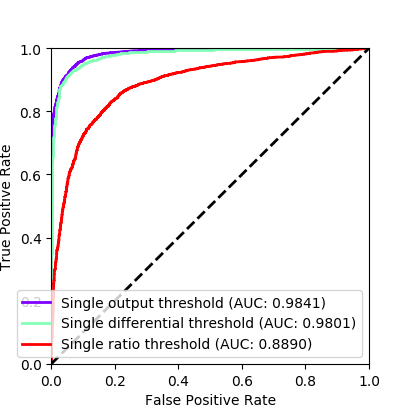 1.0
0.8
0.6
0.4
0.2
0.0
True Positive Rate
Single output threshold (AUC: 0.9841)
Single differential threshold (AUC: 0.9801)
Single ratio threshold (AUC: 0.8890)
0.0 0.2 0.4 0.6 0.8 1.0
False Positive Rate